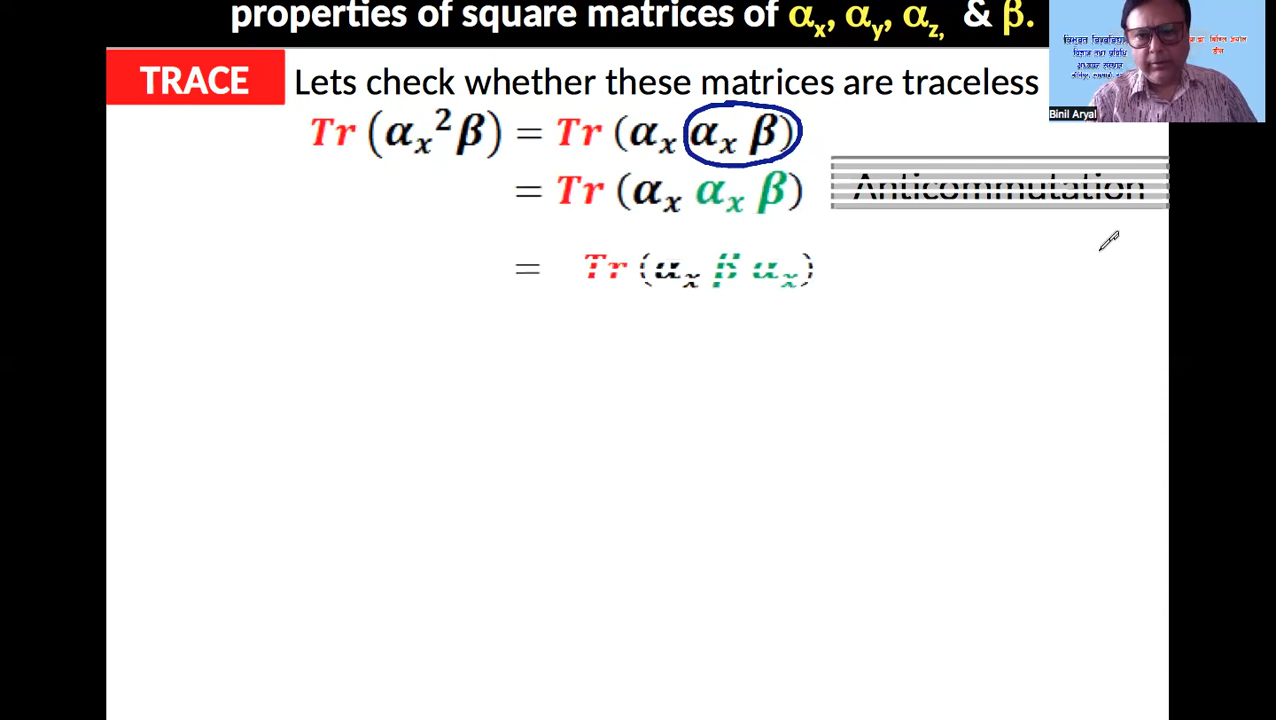 properties of square matrices of αx, αy, αz, & β.
TRACE Lets check whether these matrices are traceless
Tr (αx²β) = Tr (αx αx β)
= Tr (αx αx β) Anticommutation
= Tr (αx β αx)
Binil Aryal